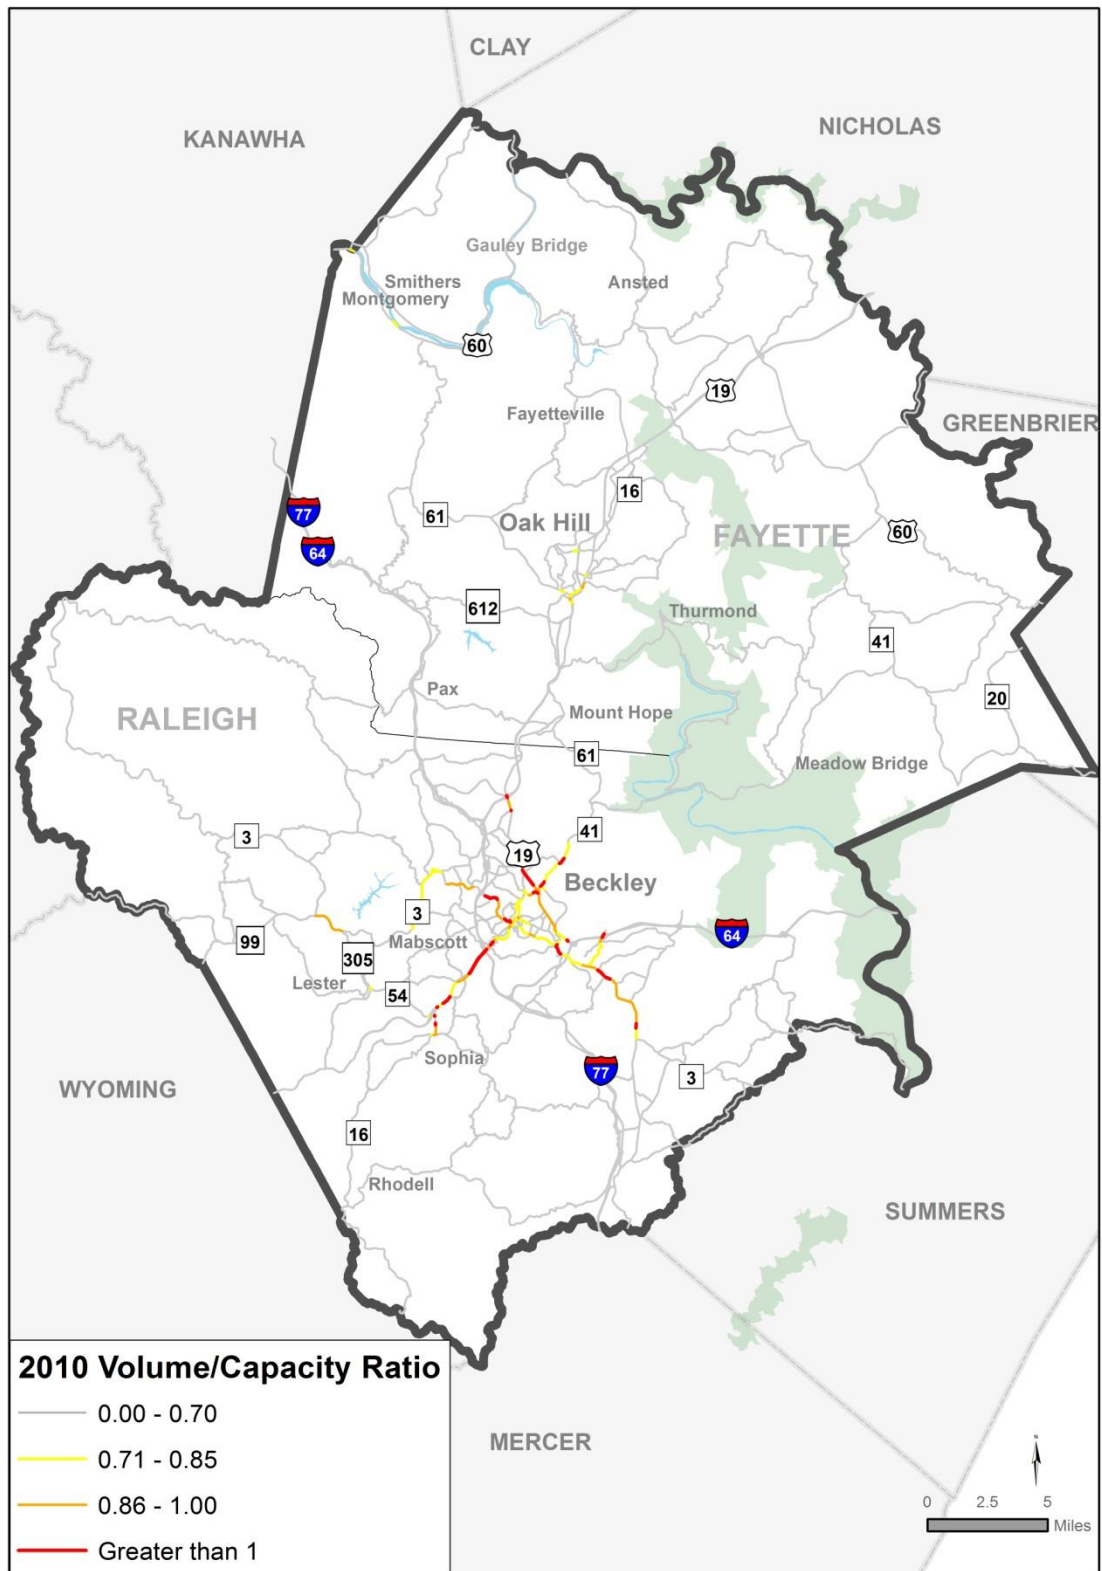 CLAY
KANAWHA
NICHOLAS
Gauley Bridge
Smithers
Ansted
Montgomery
60
19
Fayetteville
GREENBRIER
16
77
61
Oak Hill
60
FAYETTE
64
612
Thurmond
41
Pax
20
RALEIGH
Mount Hope
61
Meadow Bridge
3
41
19
Beckley
3
64
99
Mabscott
305
Lester
54
Sophia
77
3
WYOMING
16
Rhodell
SUMMERS
2010 Volume/Capacity Ratio
0.00 - 0.70
0.71 - 0.85
0.86 - 1.00
Greater than 1
MERCER
N
0 2.5 5
Miles